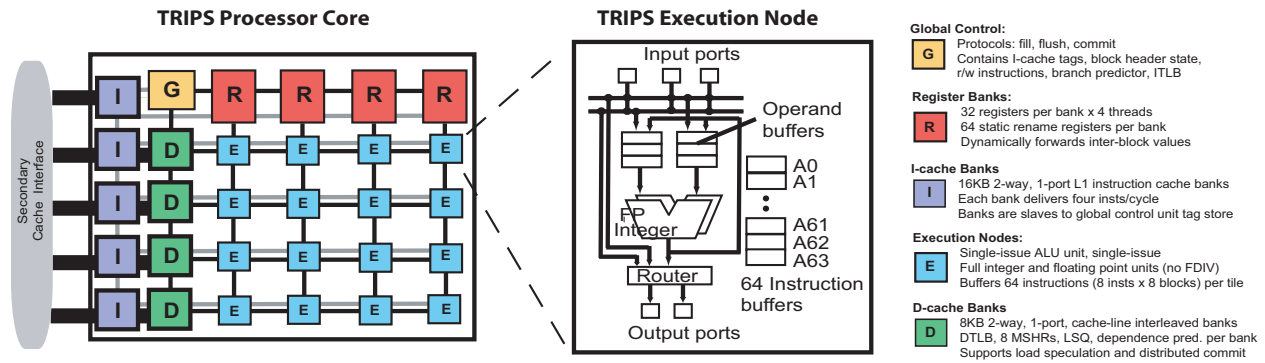 TRIPS Processor Core
Secondary
Cache Interface
I
G
R
R
R
R
I
D
E
E
E
E
I
D
E
E
E
E
I
D
E
E
E
E
I
D
E
E
E
E
TRIPS Execution Node
Input ports
Operand
buffers
A0
A1
FP
Integer
A61
A62
A63
Router
64 Instruction
buffers
Output ports
Global Control:
G
Protocols: fill, flush, commit
Contains I-cache tags, block header state,
r/w instructions, branch predictor, ITLB
Register Banks:
R
32 registers per bank x 4 threads
64 static rename registers per bank
Dynamically forwards inter-block values
I-cache Banks
I
16KB 2-way, 1-port L1 instruction cache banks
Each bank delivers four insts/cycle
Banks are slaves to global control unit tag store
Execution Nodes:
E
Single-issue ALU unit, single-issue
Full integer and floating point units (no FDIV)
Buffers 64 instructions (8 insts x 8 blocks) per tile
D-cache Banks
D
8KB 2-way, 1-port, cache-line interleaved banks
DTLB, 8 MSHRs, LSQ, dependence pred. per bank
Supports load speculation and distributed commit